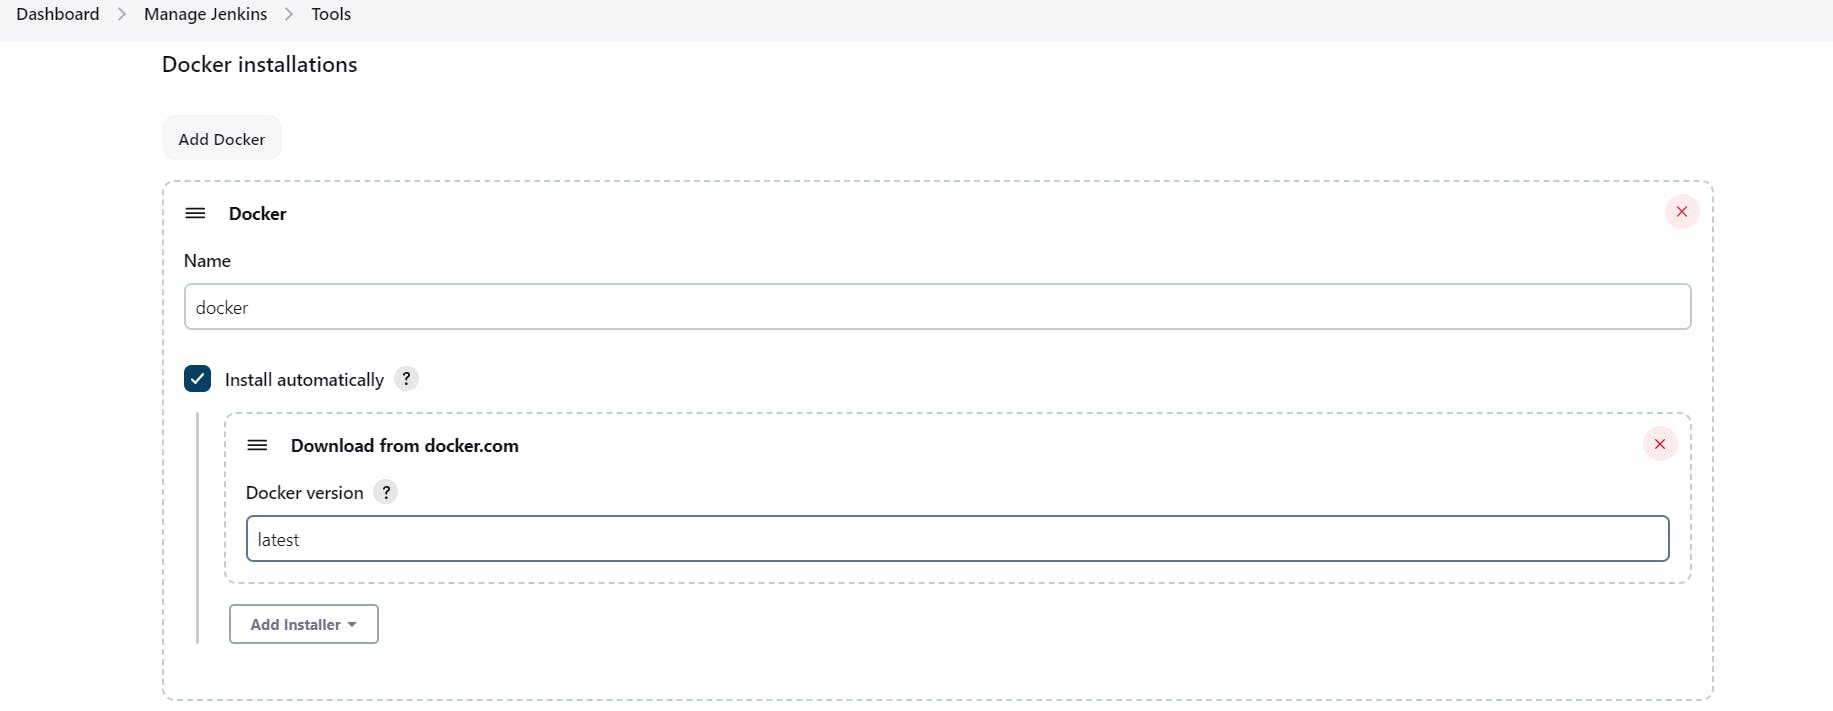 Dashboard > Manage Jenkins > Tools
Docker installations
Add Docker
Docker
Name
docker
Install automatically ?
Download from docker.com
Docker version ?
latest
Add Installer